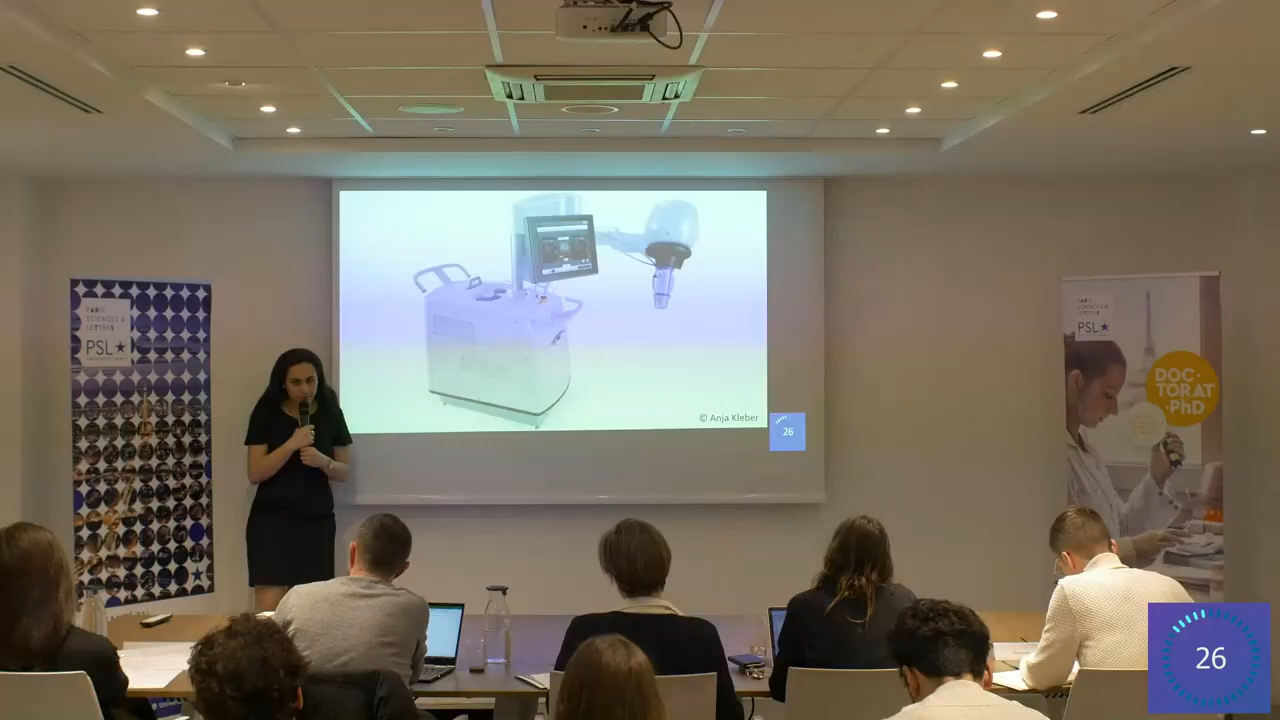 PARIS
SCIENCES &
LETTRES
PSL★
© Anja Kleber
26
PARIS
SCIENCES &
LETTRES
PSL★
DOC·
TORAT
·PhD
26